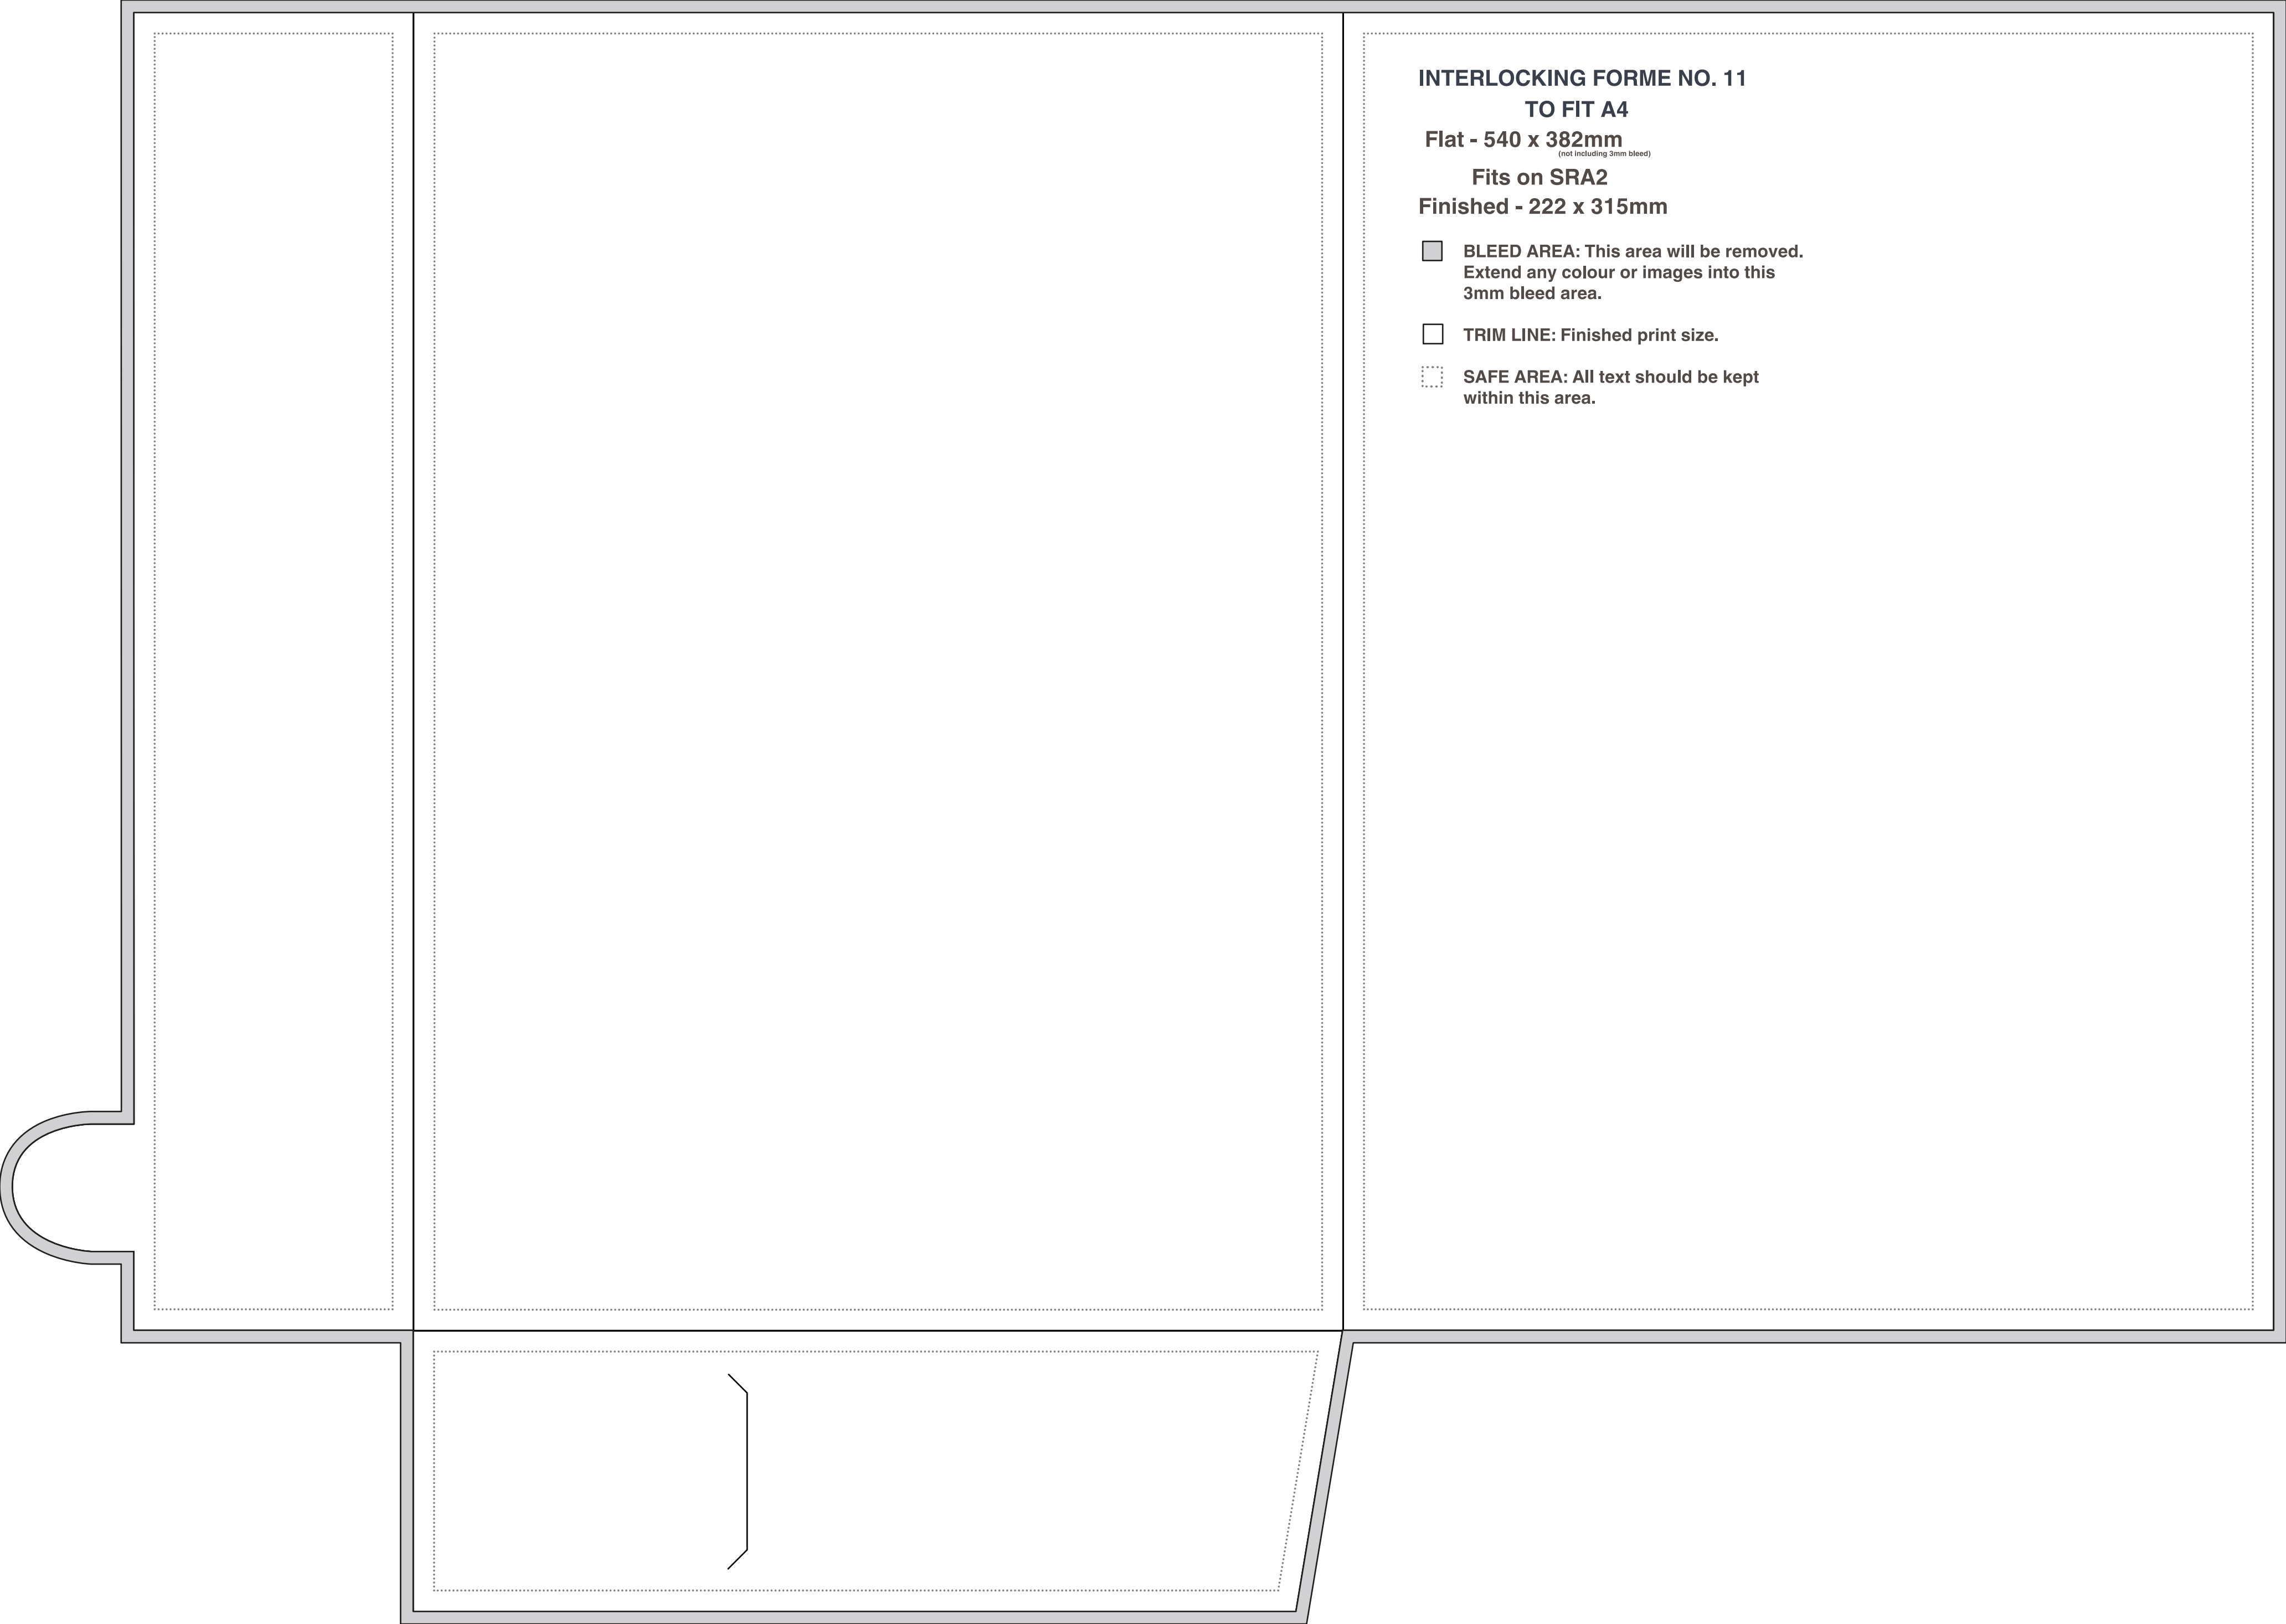 INTERLOCKING FORME NO. 11
TO FIT A4
Flat - 540 x 382mm
(not including 3mm bleed)
Fits on SRA2
Finished - 222 x 315mm
BLEED AREA: This area will be removed.
Extend any colour or images into this
3mm bleed area.
TRIM LINE: Finished print size.
SAFE AREA: All text should be kept
within this area.